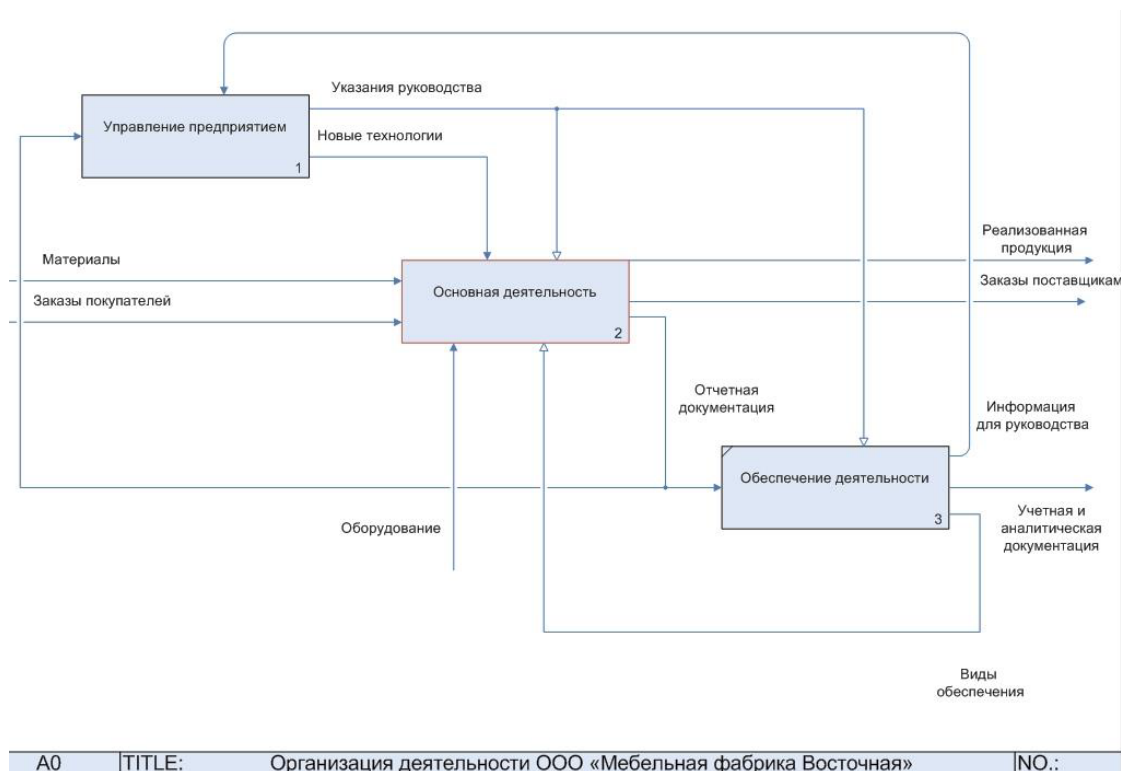 Указания руководства
Управление предприятием
Новые технологии
1
Реализованная
продукция
Материалы
Заказы поставщикам
Основная деятельность
Заказы покупателей
2
Отчетная
документация
Информация
для руководства
Обеспечение деятельности
3
Учетная и
аналитическая
документация
Оборудование
Виды
обеспечения
A0 TITLE: Организация деятельности ООО «Мебельная фабрика Восточная» NO.: